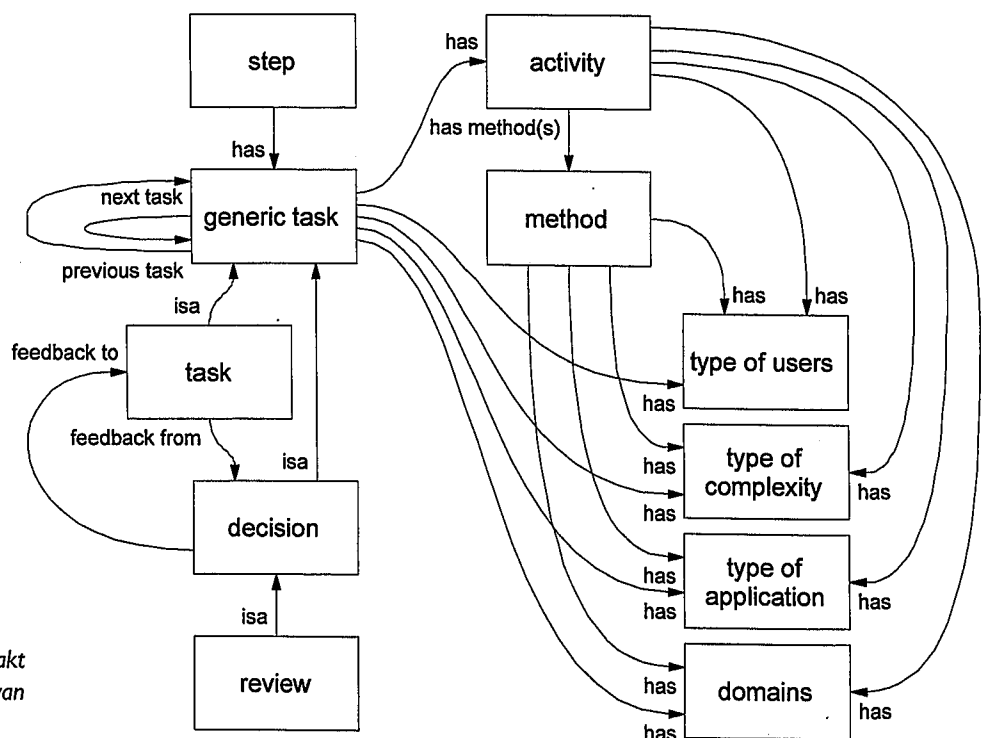 step
has
activity
has
has method(s)
next task
generic task
method
previous task
isa
has
has
feedback to
task
type of users
has
feedback from
isa
type of
complexity
has
has
has
decision
type of
application
has
has
has
isa
review
domains
has
has
has
akt
van